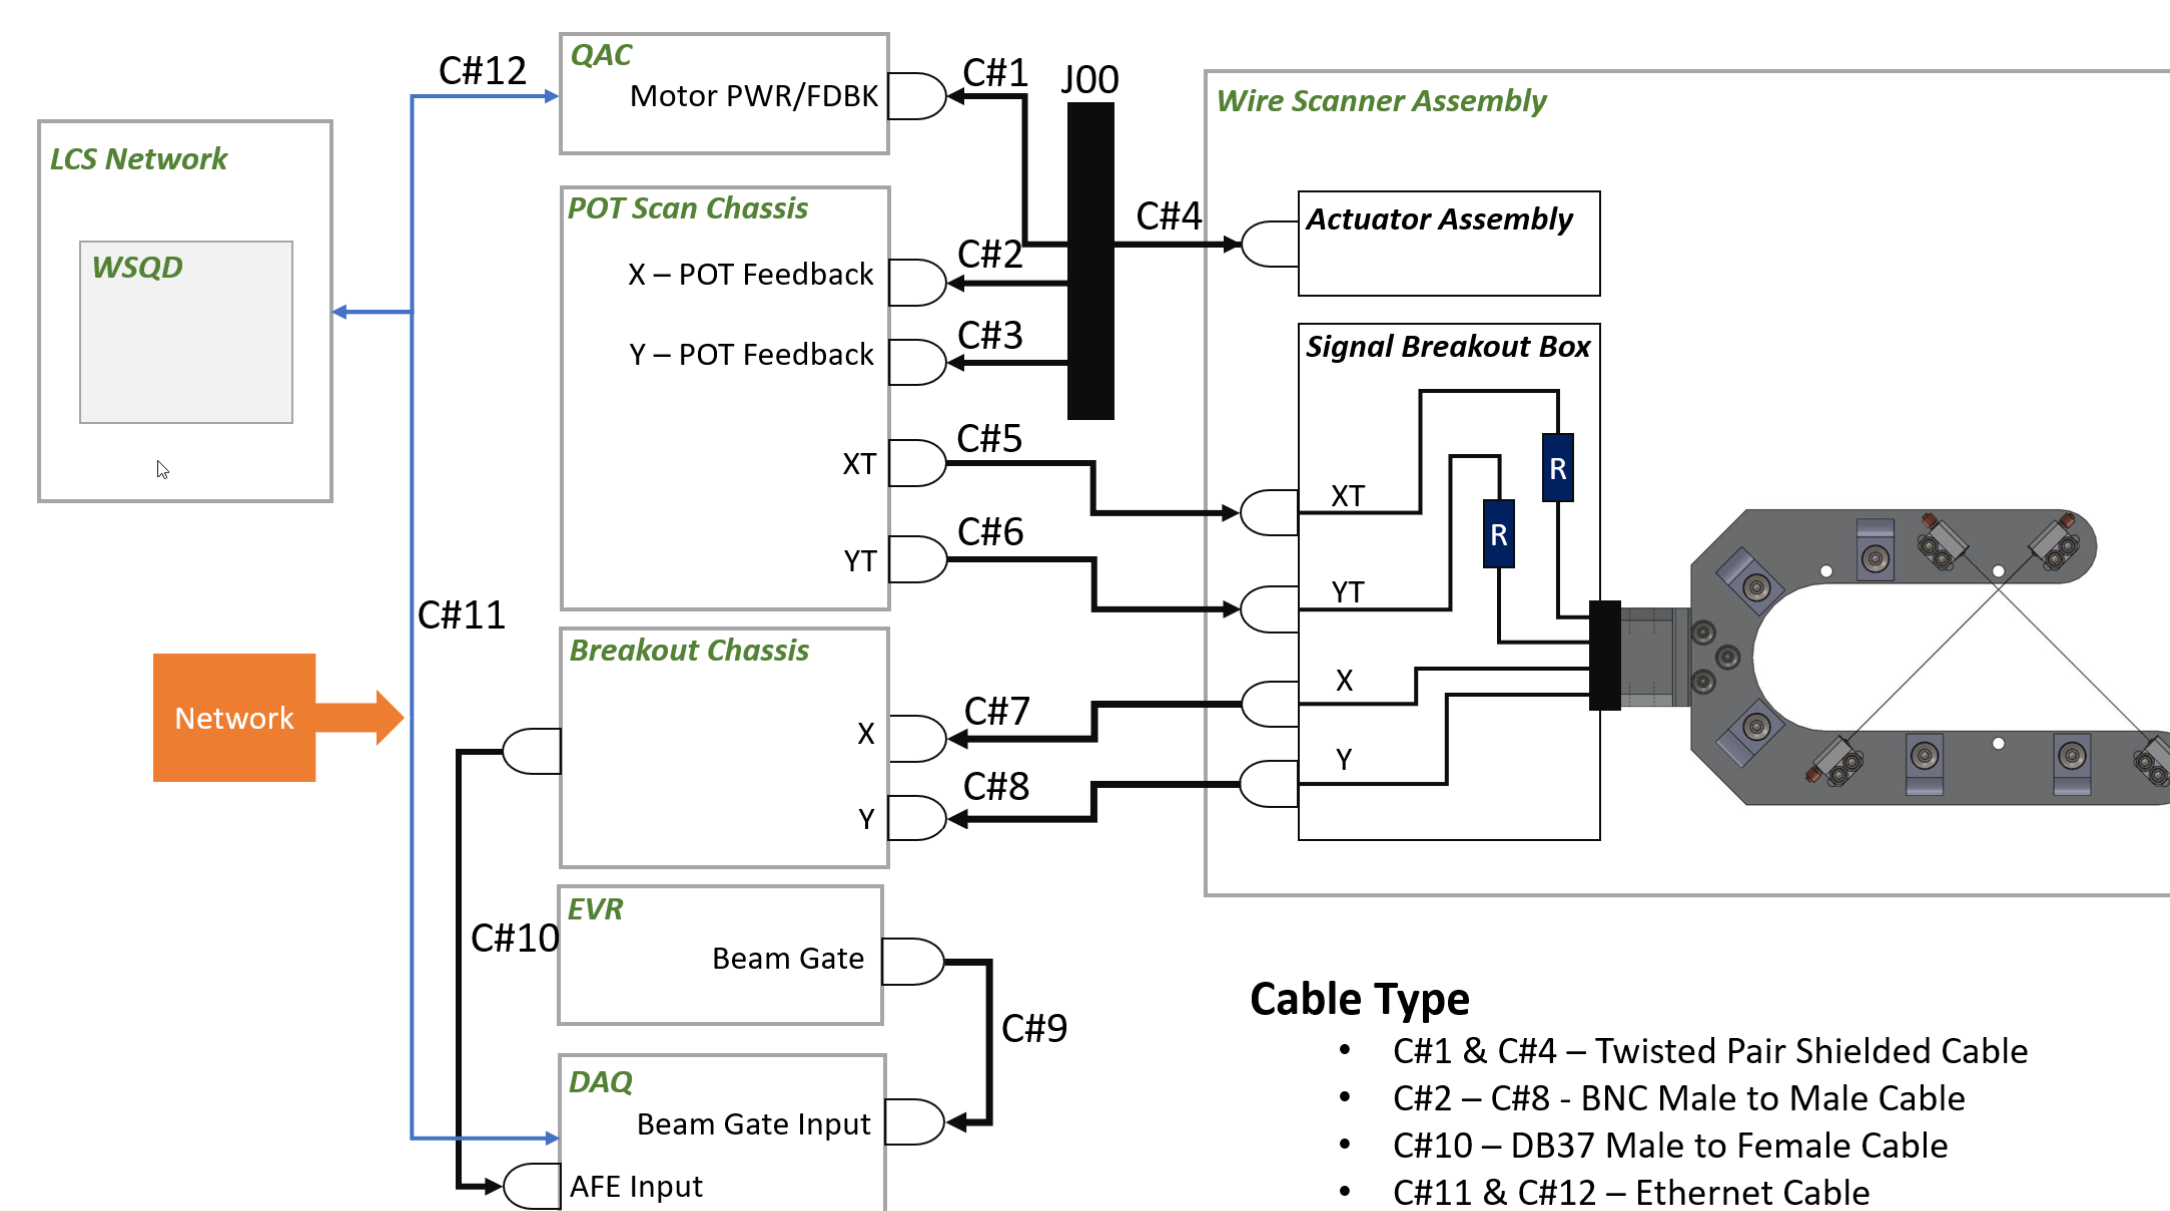 C#12
QAC
Motor PWR/FDBK
C#1
J00
Wire Scanner Assembly
LCS Network
WSQD
POT Scan Chassis
X – POT Feedback
C#2
Y – POT Feedback
C#3
XT
C#5
YT
C#6
C#4
Actuator Assembly
Signal Breakout Box
XT
R
R
YT
X
Y
C#11
Network
Breakout Chassis
X
C#7
Y
C#8
C#10
EVR
Beam Gate
C#9
DAQ
Beam Gate Input
AFE Input
Cable Type
• C#1 & C#4 – Twisted Pair Shielded Cable
• C#2 – C#8 - BNC Male to Male Cable
• C#10 – DB37 Male to Female Cable
• C#11 & C#12 – Ethernet Cable